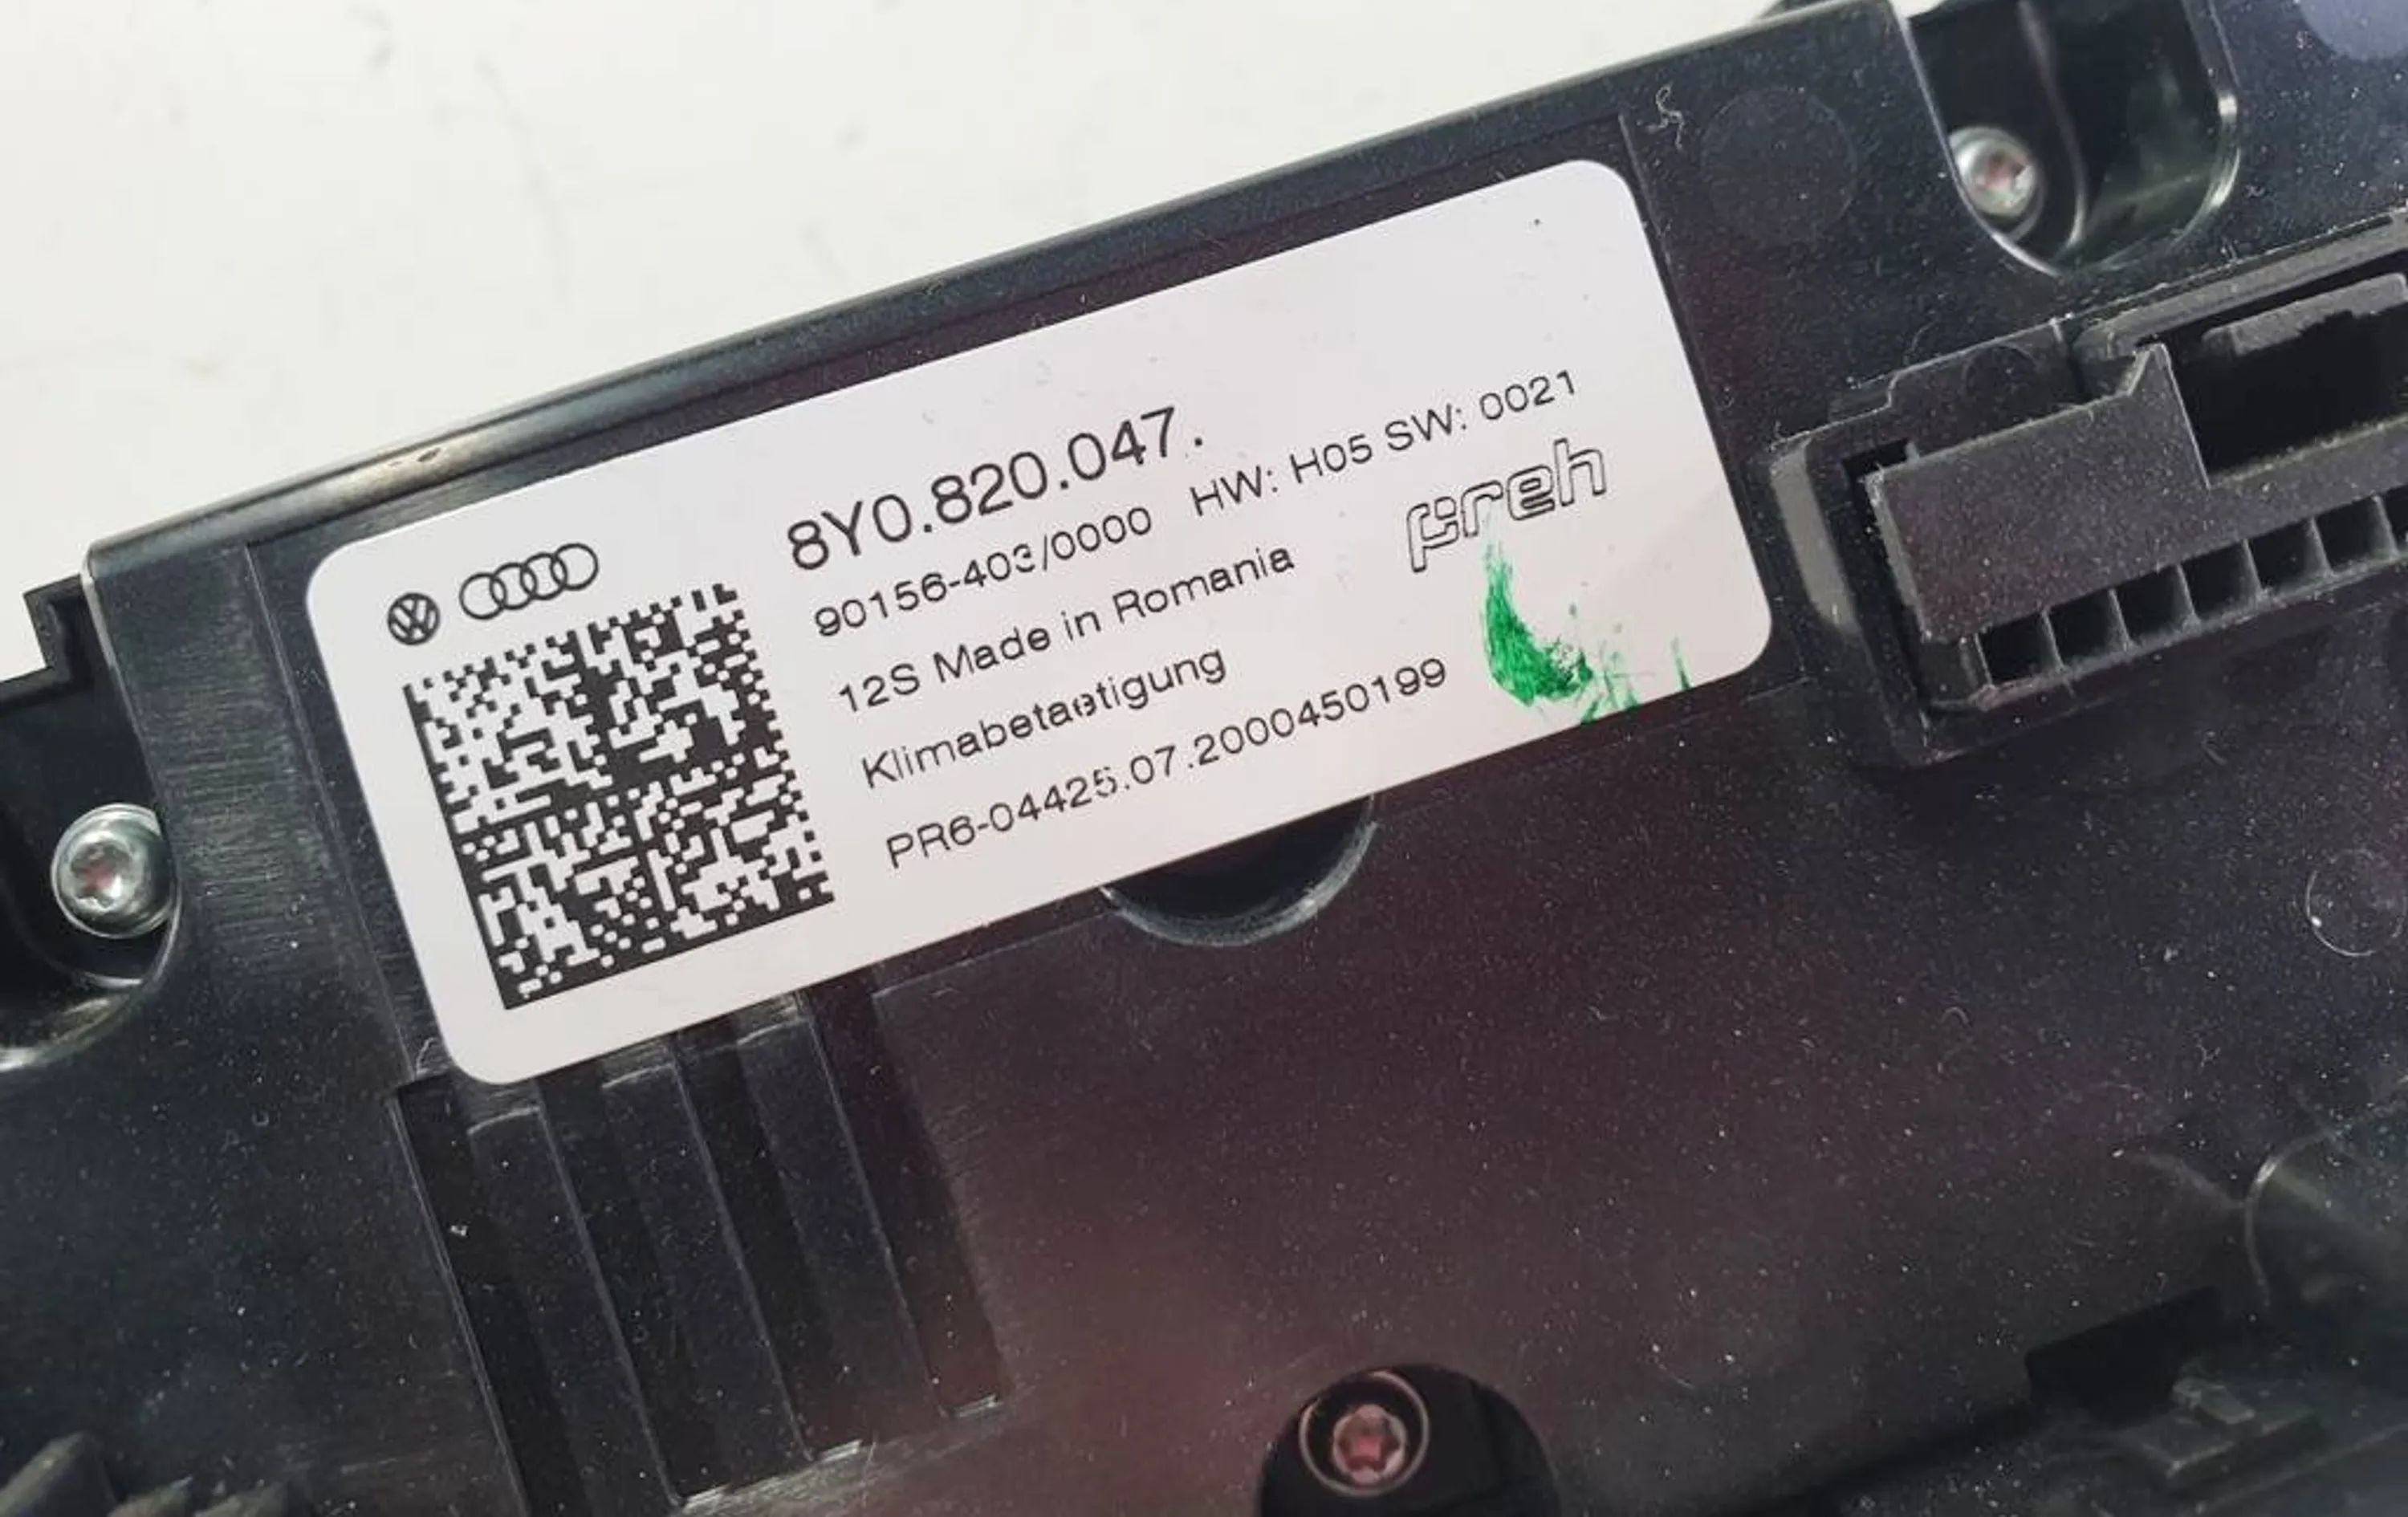 8Y0.820.047.
90156-403/0000 HW: H05 SW: 0021
preh
12S Made in Romania
Klimabetaetigung
PR6-04425.07.2000450199